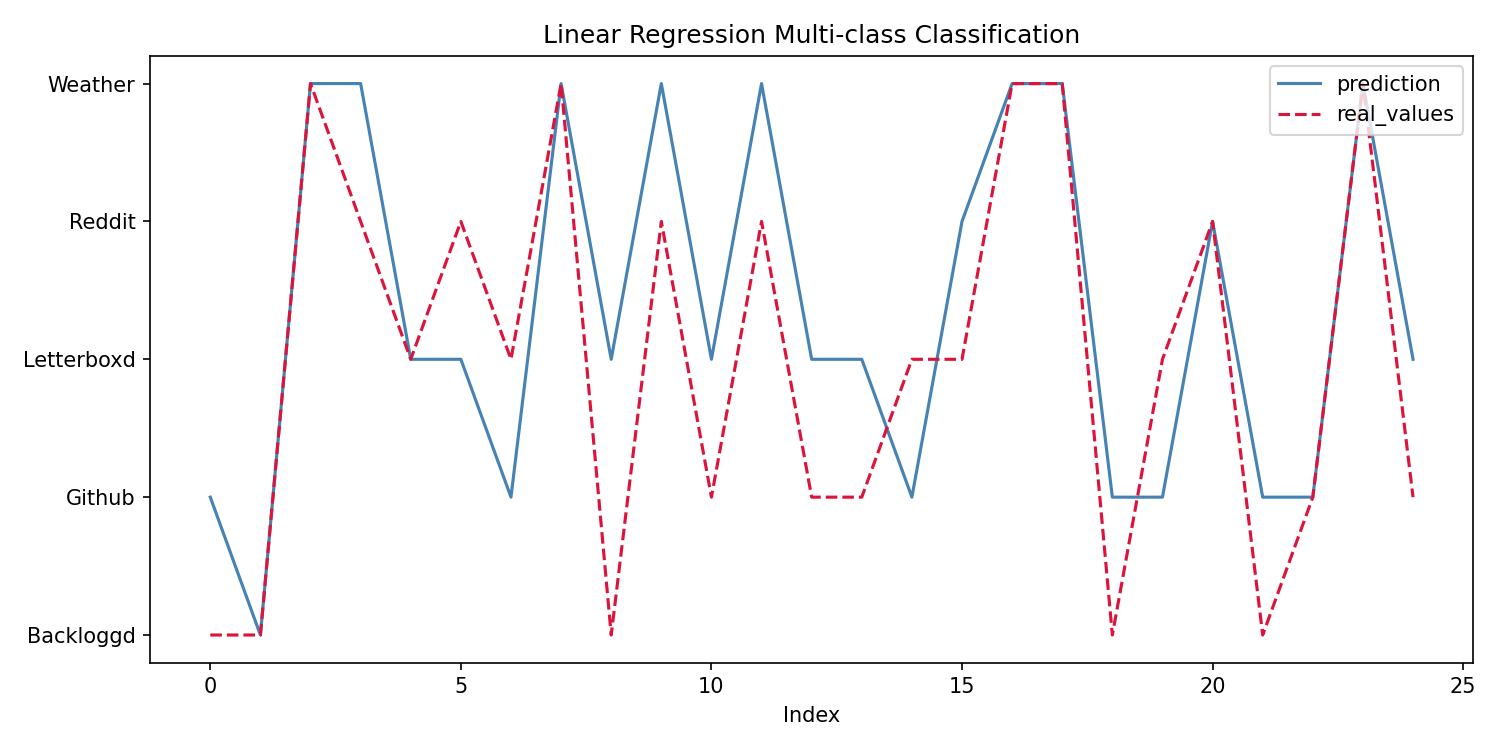 Linear Regression Multi-class Classification
Weather
Reddit
Letterboxd
Github
Backloggd
prediction
real_values
0
5
10
15
20
25
Index